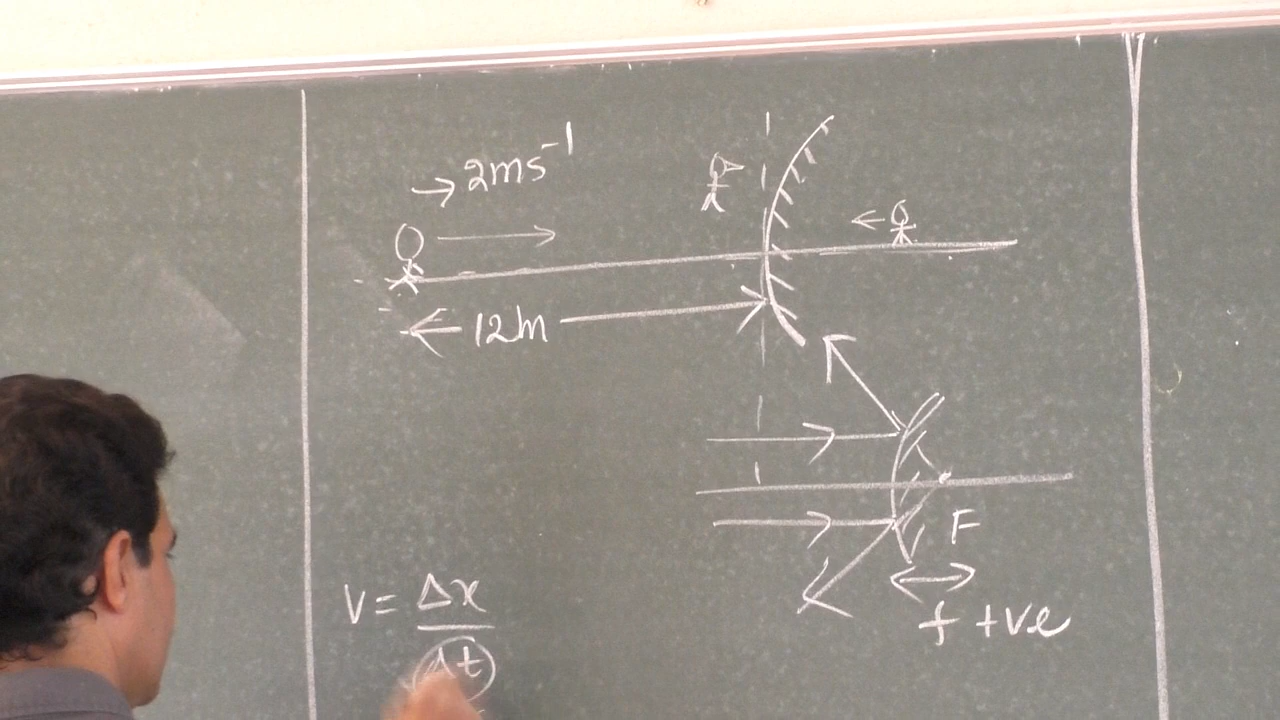 → 2ms⁻¹
12m
F
f +ve
V = Δx
Δt